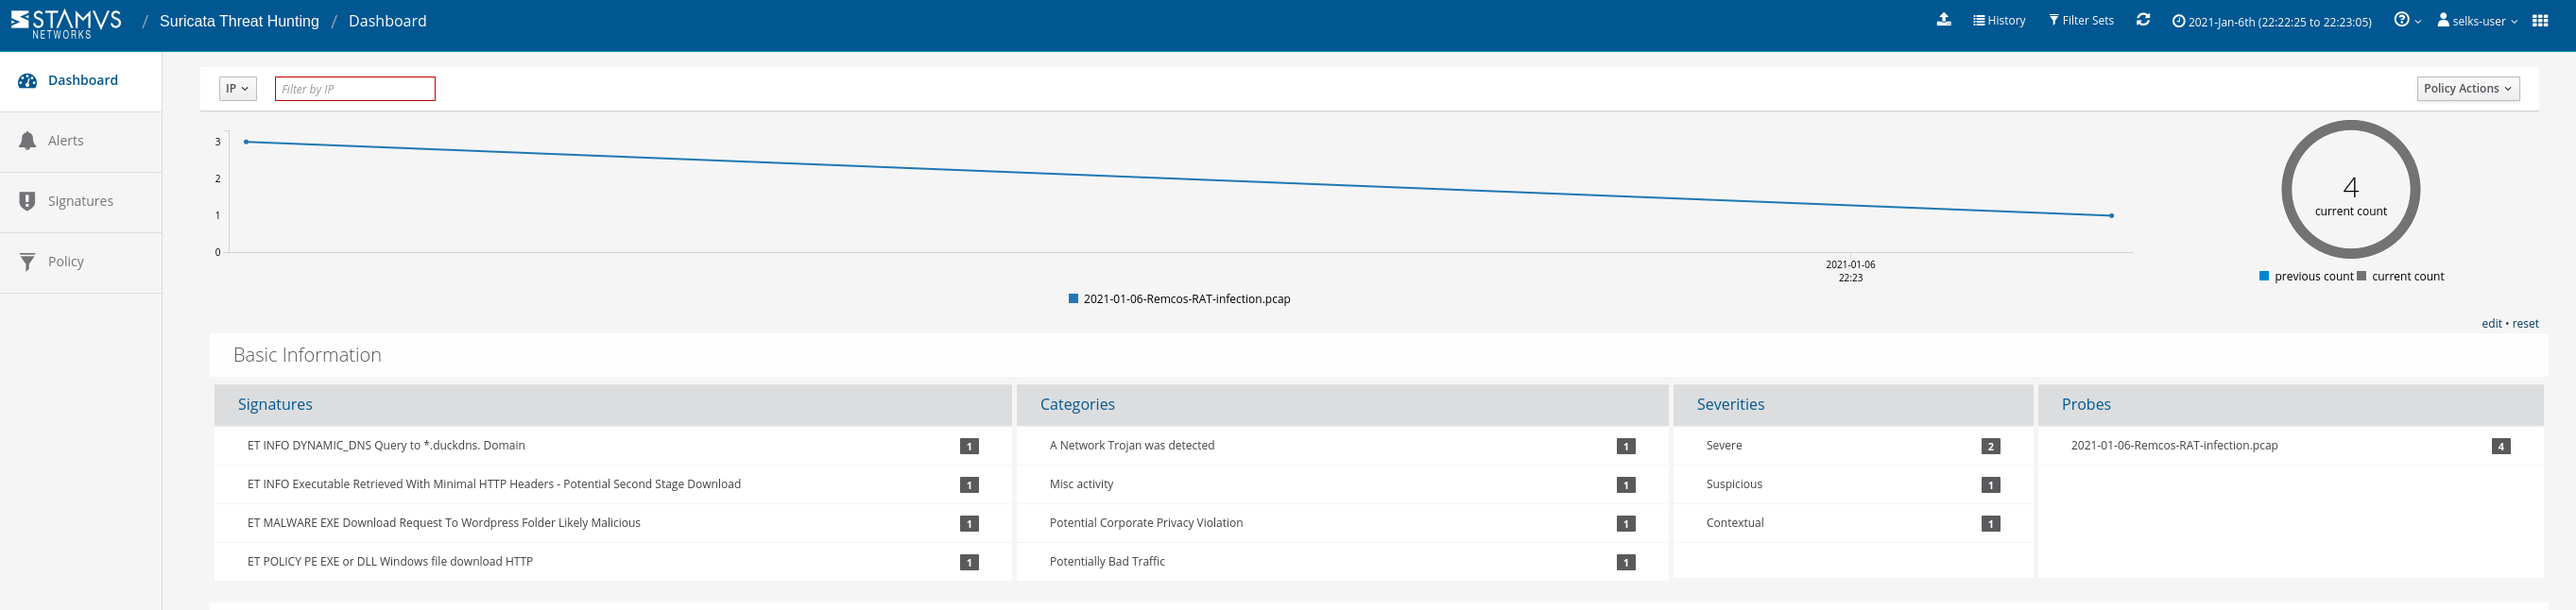 STAMVS NETWORKS / Suricata Threat Hunting / Dashboard History Filter Sets 2021-Jan-6th (22:22:25 to 22:23:05) selks-user
Dashboard
Alerts
Signatures
Policy
IP Filter by IP Policy Actions
3
2
1
0
2021-01-06
22:23
2021-01-06-Remcos-RAT-infection.pcap
4
current count
previous count current count
edit • reset
Basic Information
Signatures
ET INFO DYNAMIC_DNS Query to *.duckdns. Domain 1
ET INFO Executable Retrieved With Minimal HTTP Headers - Potential Second Stage Download 1
ET MALWARE EXE Download Request To Wordpress Folder Likely Malicious 1
ET POLICY PE EXE or DLL Windows file download HTTP 1
Categories
A Network Trojan was detected 1
Misc activity 1
Potential Corporate Privacy Violation 1
Potentially Bad Traffic 1
Severities
Severe 2
Suspicious 1
Contextual 1
Probes
2021-01-06-Remcos-RAT-infection.pcap 4